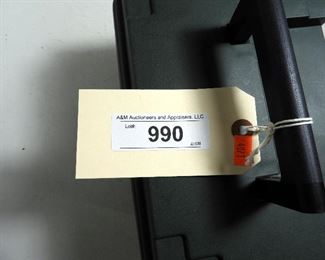 A&M Auctioneers and Appraisers, LLC
Lot#:
990